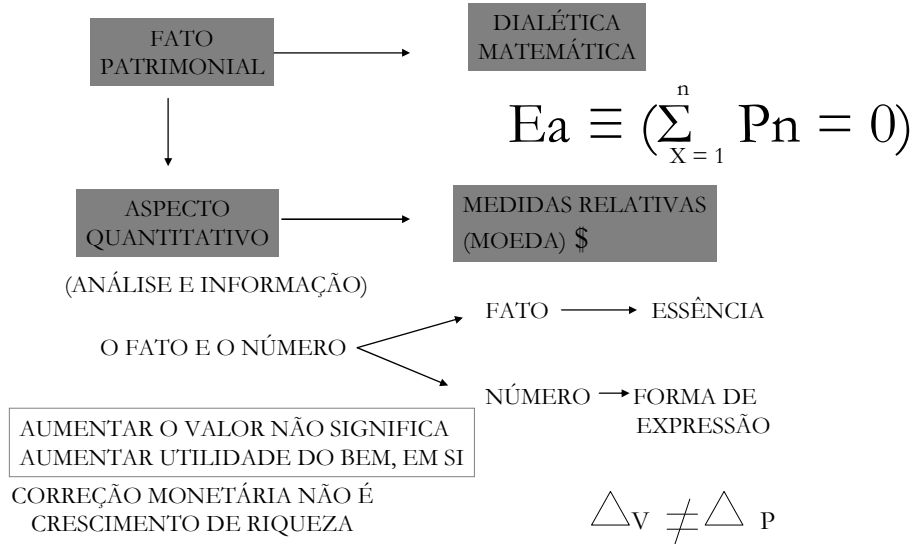 FATO
PATRIMONIAL
DIALÉTICA
MATEMÁTICA
n
Ea ≡ (∑ Pn = 0)
X = 1
ASPECTO
QUANTITATIVO
MEDIDAS RELATIVAS
(MOEDA) $
(ANÁLISE E INFORMAÇÃO)
FATO
ESSÊNCIA
O FATO E O NÚMERO
NÚMERO
FORMA DE
EXPRESSÃO
AUMENTAR O VALOR NÃO SIGNIFICA
AUMENTAR UTILIDADE DO BEM, EM SI
CORREÇÃO MONETÁRIA NÃO É
CRESCIMENTO DE RIQUEZA
△V ≠ △ P